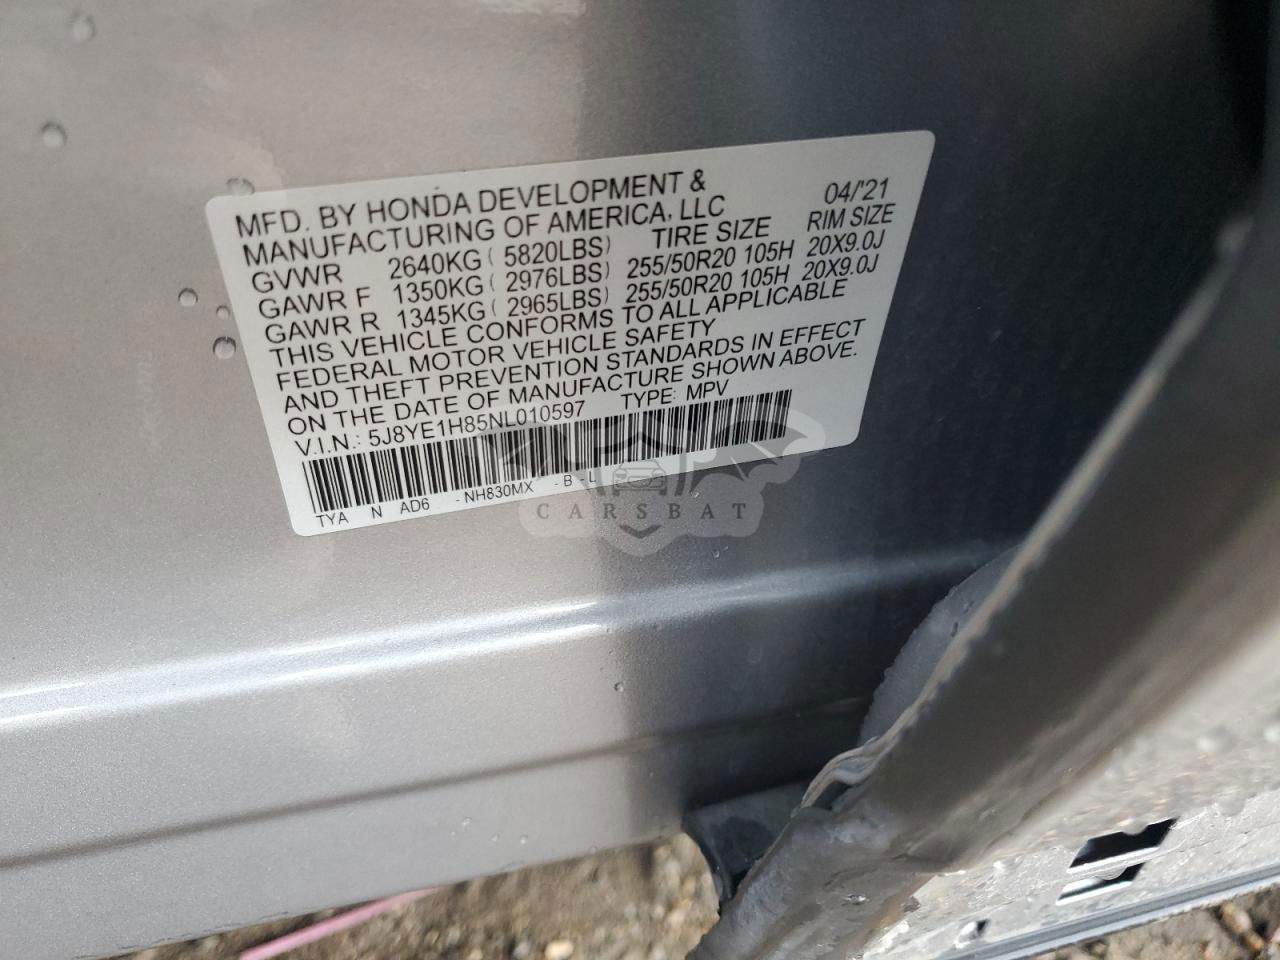 MFD. BY HONDA DEVELOPMENT & 04/'21
MANUFACTURING OF AMERICA, LLC RIM SIZE
GVWR 2640KG ( 5820LBS) TIRE SIZE
GAWR F 1350KG ( 2976LBS) 255/50R20 105H 20X9.0J
GAWR R 1345KG ( 2965LBS) 255/50R20 105H 20X9.0J
THIS VEHICLE CONFORMS TO ALL APPLICABLE
FEDERAL MOTOR VEHICLE SAFETY
AND THEFT PREVENTION STANDARDS IN EFFECT
ON THE DATE OF MANUFACTURE SHOWN ABOVE.
V.I.N.: 5J8YE1H85NL010597 TYPE: MPV
TYA N AD6 -NH830MX -B -L
CARSBAT